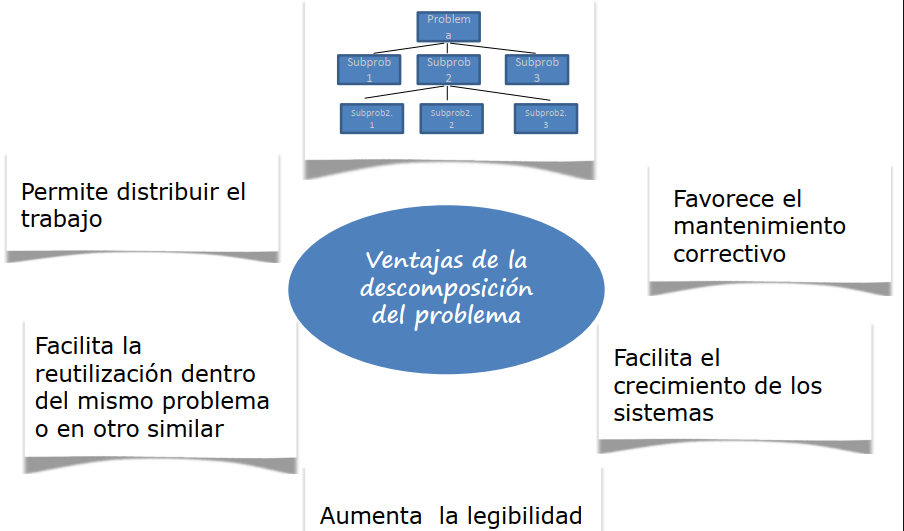 Problem
a
Subprob
1
Subprob
2
Subprob
3
Subprob2.
1
Subprob2.
2
Subprob2.
3
Permite distribuir el
trabajo
Favorece el
mantenimiento
correctivo
Ventajas de la
descomposición
del problema
Facilita la
reutilización dentro
del mismo problema
o en otro similar
Facilita el
crecimiento de los
sistemas
Aumenta  la legibilidad